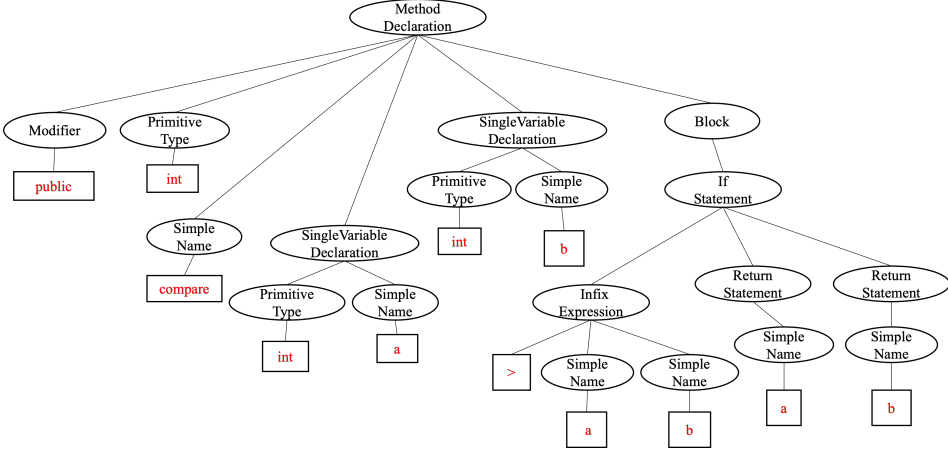 Method
Declaration
Modifier
public
Primitive
Type
int
Simple
Name
compare
SingleVariable
Declaration
Primitive
Type
int
Simple
Name
a
SingleVariable
Declaration
Primitive
Type
int
Simple
Name
b
Block
If
Statement
Infix
Expression
>
Simple
Name
a
Simple
Name
b
Return
Statement
Simple
Name
a
Return
Statement
Simple
Name
b